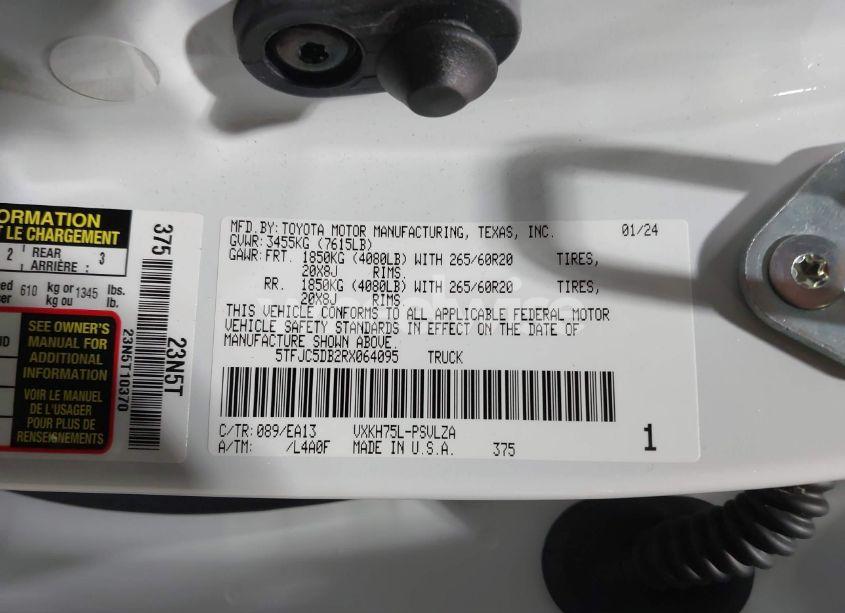 FORMATION
T LE CHARGEMENT
2 REAR 3
ARRIÈRE :
610 kg or 1345 lbs.
kg ou lb.
SEE OWNER'S
MANUAL FOR
ADDITIONAL
INFORMATION
VOIR LE MANUEL
DE L'USAGER
POUR PLUS DE
RENSEIGNEMENTS
375
23N5T
23N5T10370
MFD.BY: TOYOTA MOTOR MANUFACTURING, TEXAS, INC. 01/24
GVWR: 3455KG (7615LB)
GAWR: FRT. 1850KG (4080LB) WITH 265/60R20 TIRES,
20X8J RIMS.
RR. 1850KG (4080LB) WITH 265/60R20 TIRES,
20X8J RIMS.
THIS VEHICLE CONFORMS TO ALL APPLICABLE FEDERAL MOTOR
VEHICLE SAFETY STANDARDS IN EFFECT ON THE DATE OF
MANUFACTURE SHOWN ABOVE.
5TFJC5DB2RX064095 TRUCK
C/TR: 089/EA13 VXKH75L-PSVLZA
A/TM: /L4A0F MADE IN U.S.A. 375 1